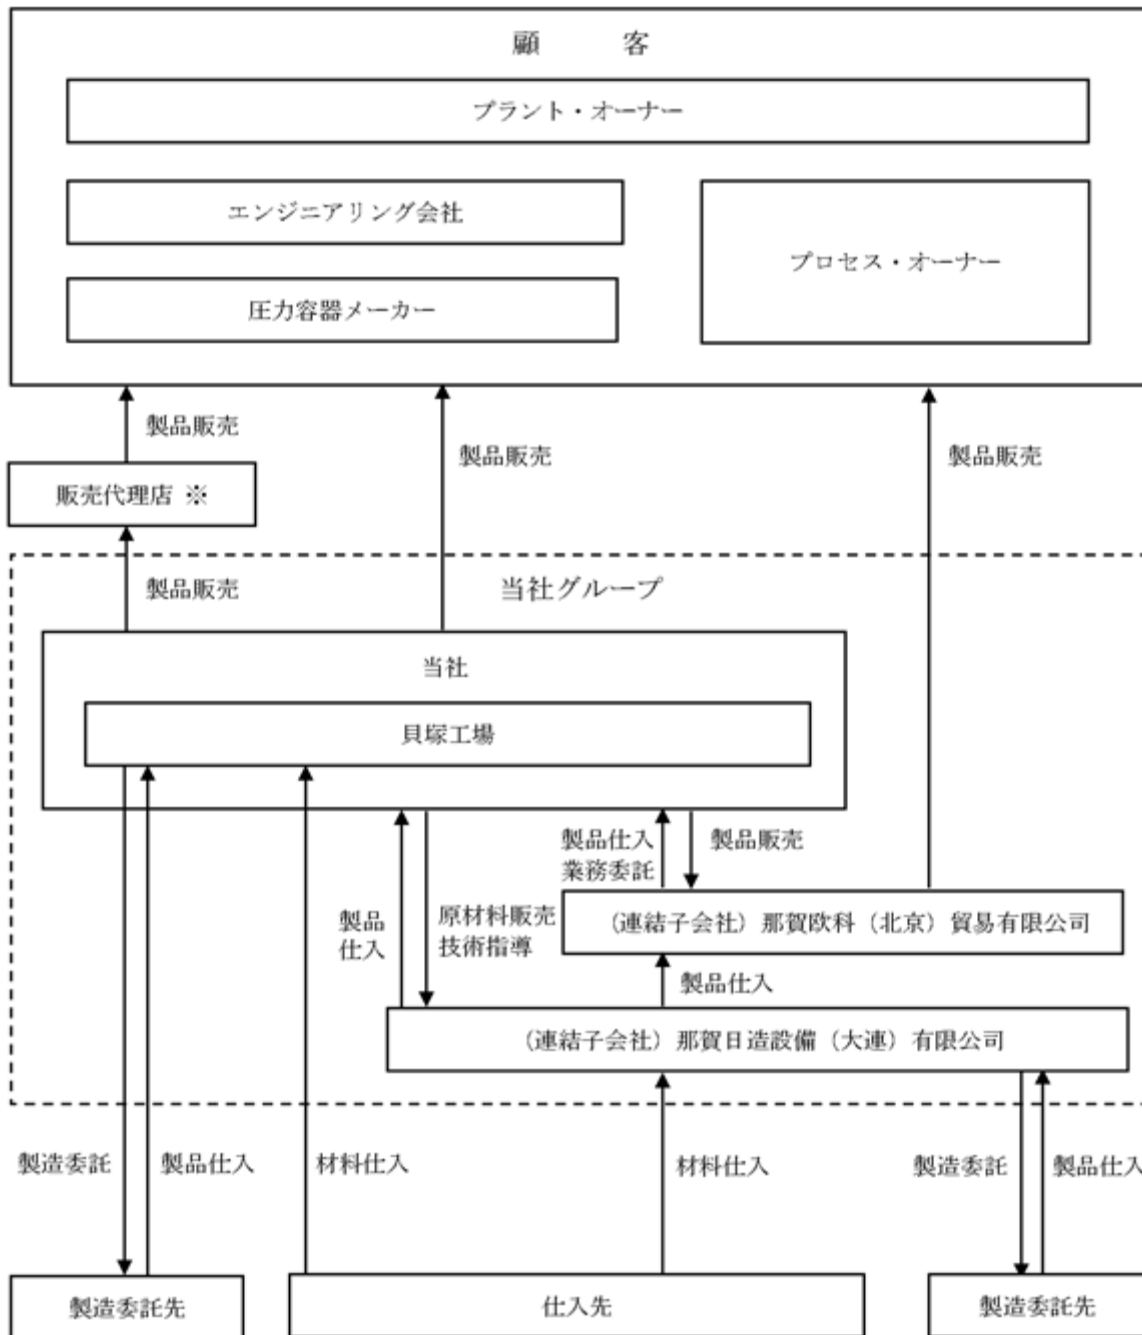 顧　　客
プラント・オーナー
エンジニアリング会社
プロセス・オーナー
圧力容器メーカー
製品販売
製品販売
製品販売
販売代理店 ※
製品販売
当社グループ
当社
貝塚工場
製品仕入
業務委託
製品販売
製品
仕入
原材料販売
技術指導
（連結子会社）那賀欧科（北京）貿易有限公司
製品仕入
（連結子会社）那賀日造設備（大連）有限公司
製造委託
製品仕入
材料仕入
材料仕入
製造委託
製品仕入
製造委託先
仕入先
製造委託先